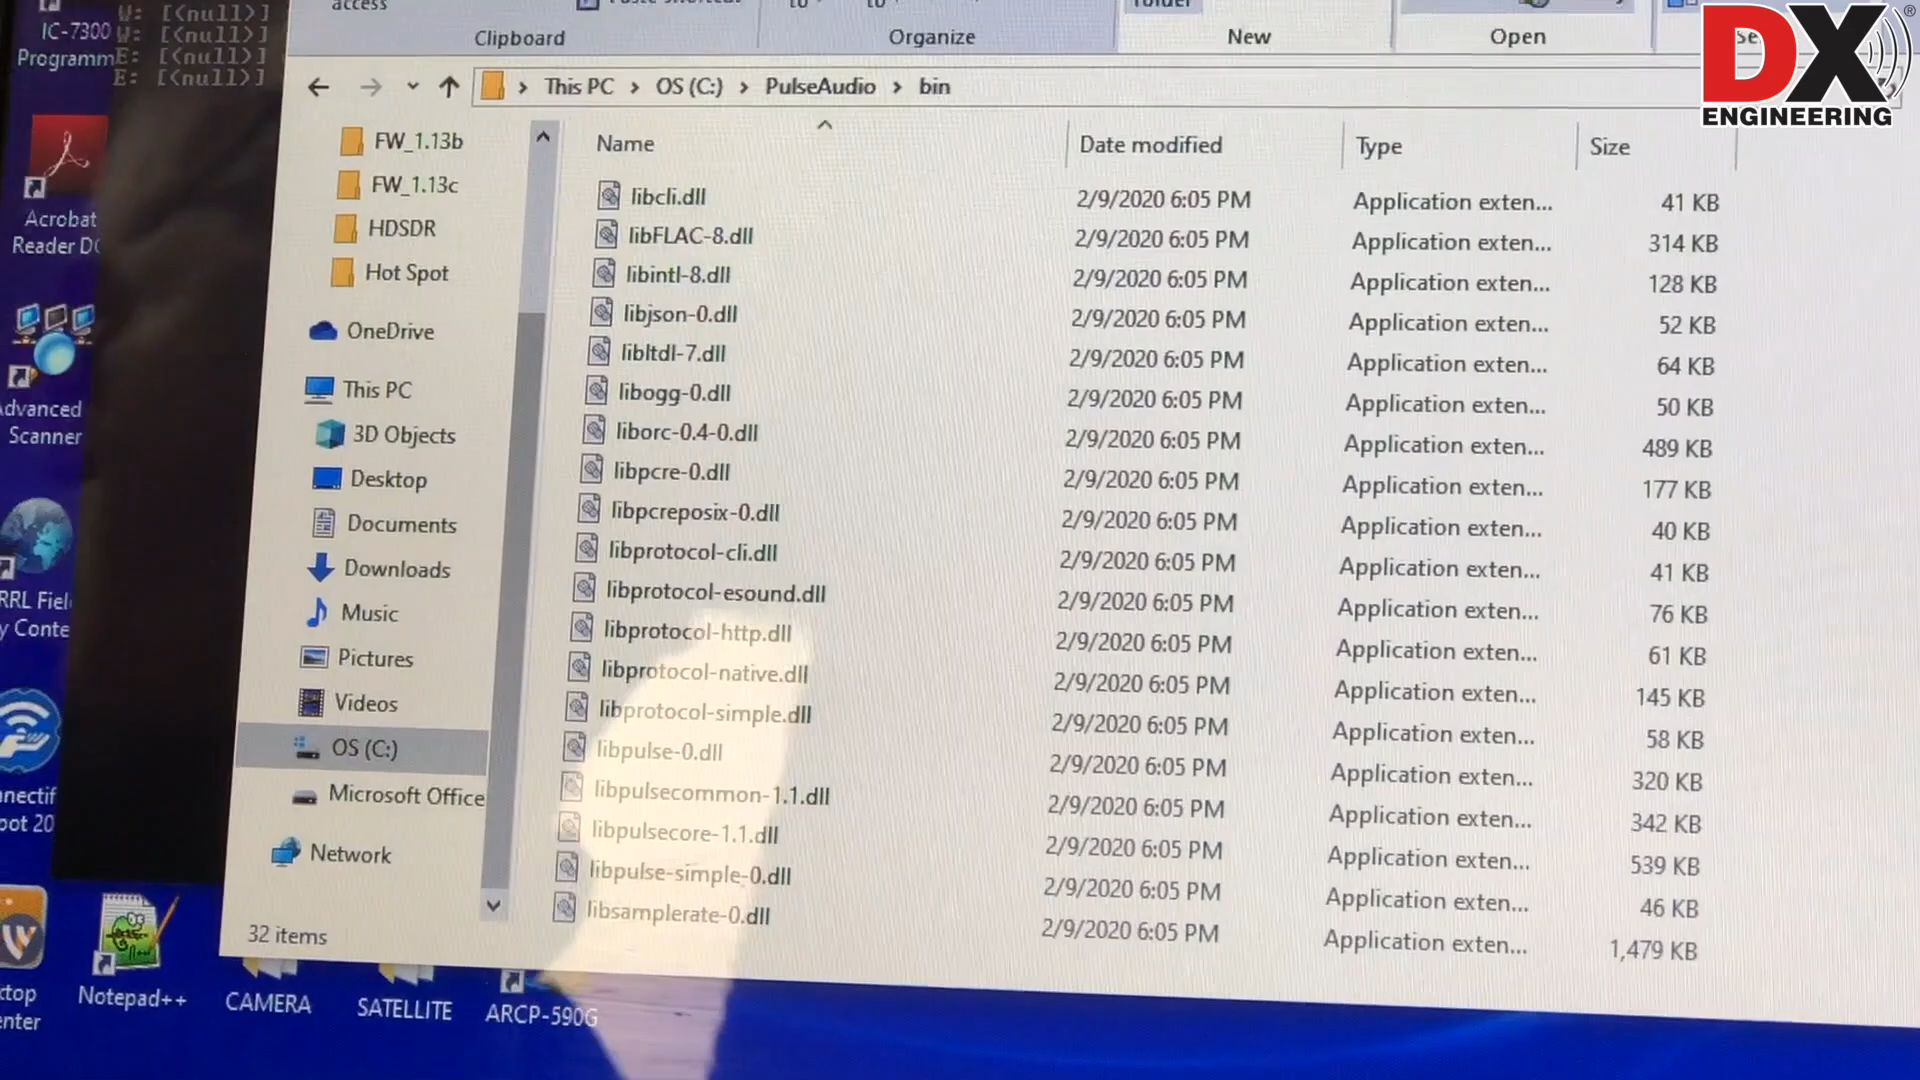 access
Clipboard
Organize
New
Open
Se
DX
ENGINEERING
®
W: [(null)]
W: [(null)]
E: [(null)]
E: [(null)]
IC-7300
Programm
Acrobat
Reader DC
Advanced
Scanner
Notepad++
CAMERA
SATELLITE
ARCP-590G
This PC > OS (C:) > PulseAudio > bin
FW_1.13b
FW_1.13c
HDSDR
Hot Spot
OneDrive
This PC
3D Objects
Desktop
Documents
Downloads
Music
Pictures
Videos
OS (C:)
Microsoft Office
Network
32 items
Name Date modified Type Size
libcli.dll 2/9/2020 6:05 PM Application exten... 41 KB
libFLAC-8.dll 2/9/2020 6:05 PM Application exten... 314 KB
libintl-8.dll 2/9/2020 6:05 PM Application exten... 128 KB
libjson-0.dll 2/9/2020 6:05 PM Application exten... 52 KB
libltdl-7.dll 2/9/2020 6:05 PM Application exten... 64 KB
libogg-0.dll 2/9/2020 6:05 PM Application exten... 50 KB
liborc-0.4-0.dll 2/9/2020 6:05 PM Application exten... 489 KB
libpcre-0.dll 2/9/2020 6:05 PM Application exten... 177 KB
libpcreposix-0.dll 2/9/2020 6:05 PM Application exten... 40 KB
libprotocol-cli.dll 2/9/2020 6:05 PM Application exten... 41 KB
libprotocol-esound.dll 2/9/2020 6:05 PM Application exten... 76 KB
libprotocol-http.dll 2/9/2020 6:05 PM Application exten... 61 KB
libprotocol-native.dll 2/9/2020 6:05 PM Application exten... 145 KB
libprotocol-simple.dll 2/9/2020 6:05 PM Application exten... 58 KB
libpulse-0.dll 2/9/2020 6:05 PM Application exten... 320 KB
libpulsecommon-1.1.dll 2/9/2020 6:05 PM Application exten... 342 KB
libpulsecore-1.1.dll 2/9/2020 6:05 PM Application exten... 539 KB
libpulse-simple-0.dll 2/9/2020 6:05 PM Application exten... 46 KB
libsamplerate-0.dll 2/9/2020 6:05 PM Application exten... 1,479 KB